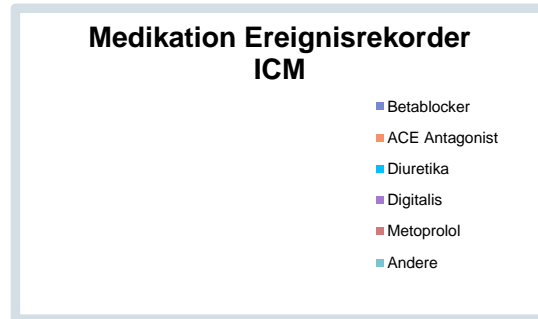 Medikation Ereignisrekorder
ICM
Betablocker
ACE Antagonist
Diuretika
Digitalis
Metoprolol
Andere